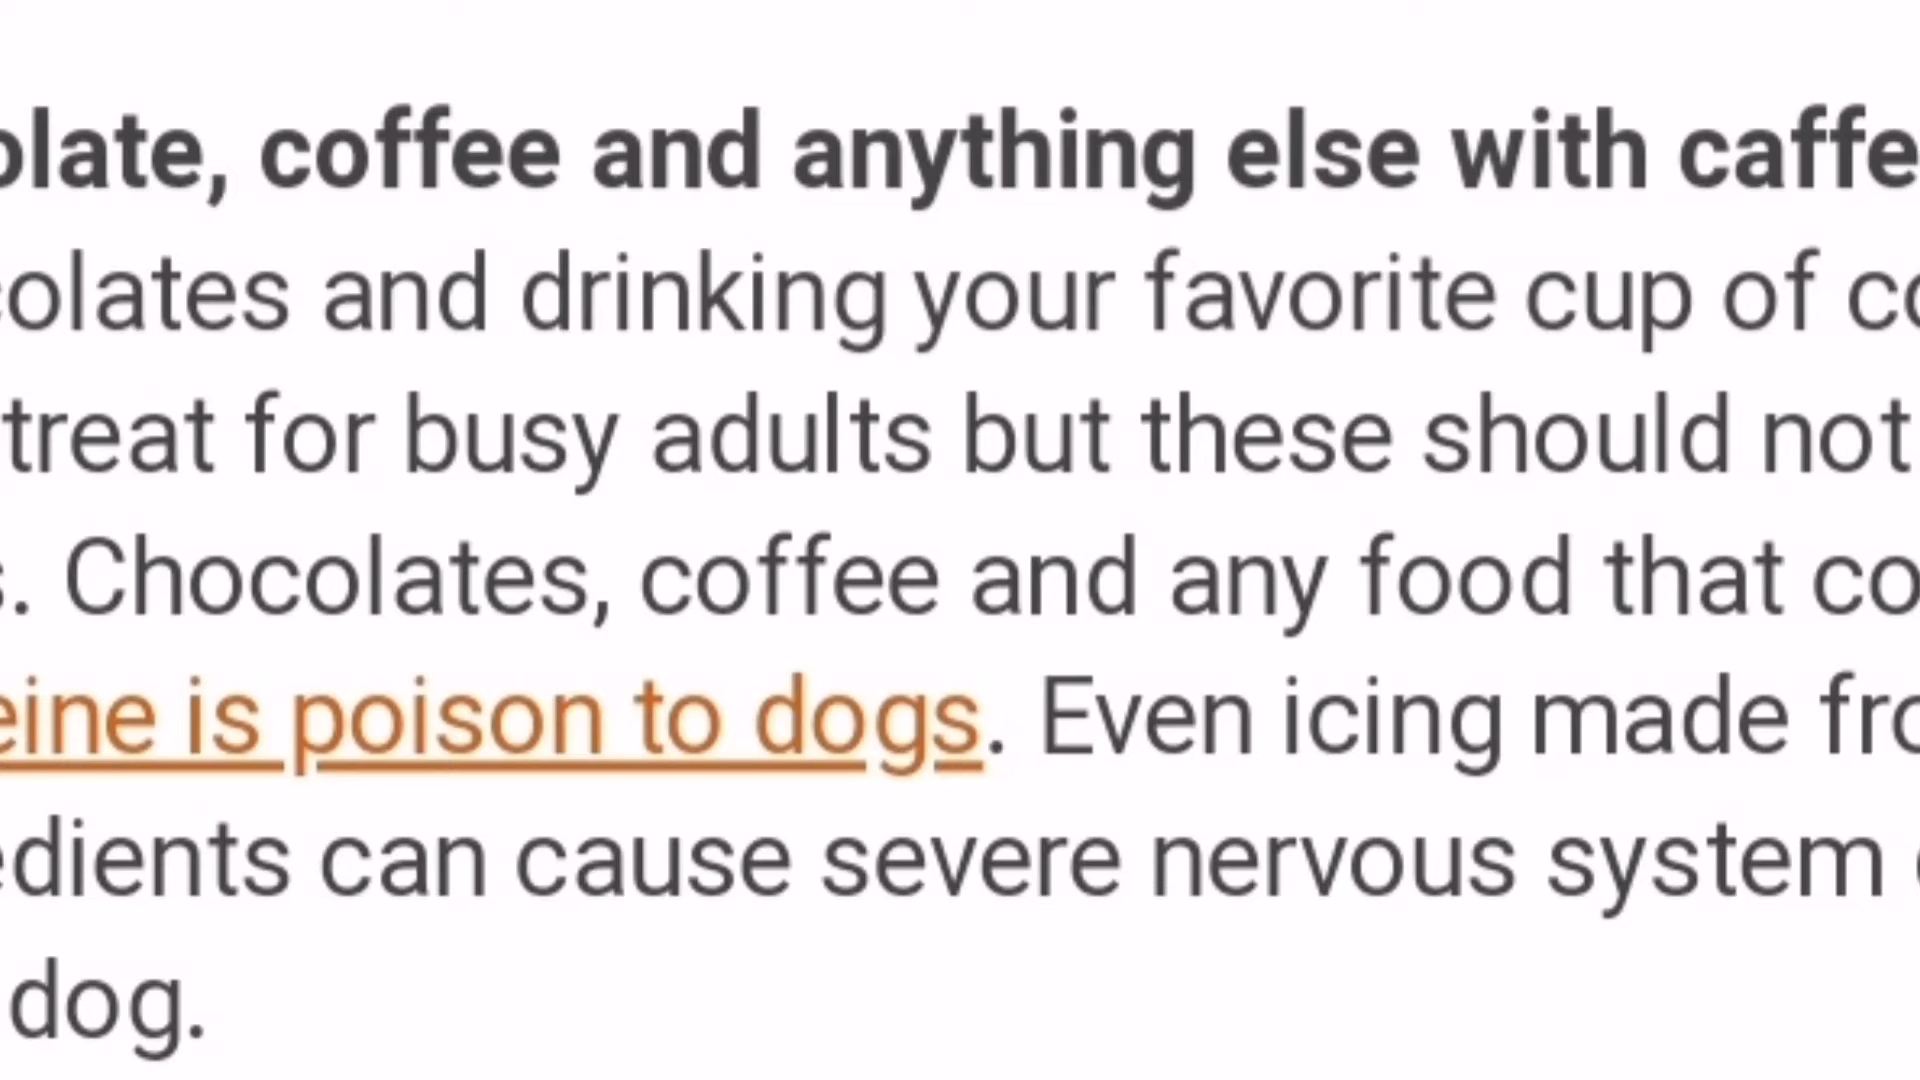 olate, coffee and anything else with caffe
colates and drinking your favorite cup of co
treat for busy adults but these should not
s. Chocolates, coffee and any food that co
eine is poison to dogs. Even icing made fro
edients can cause severe nervous system
dog.